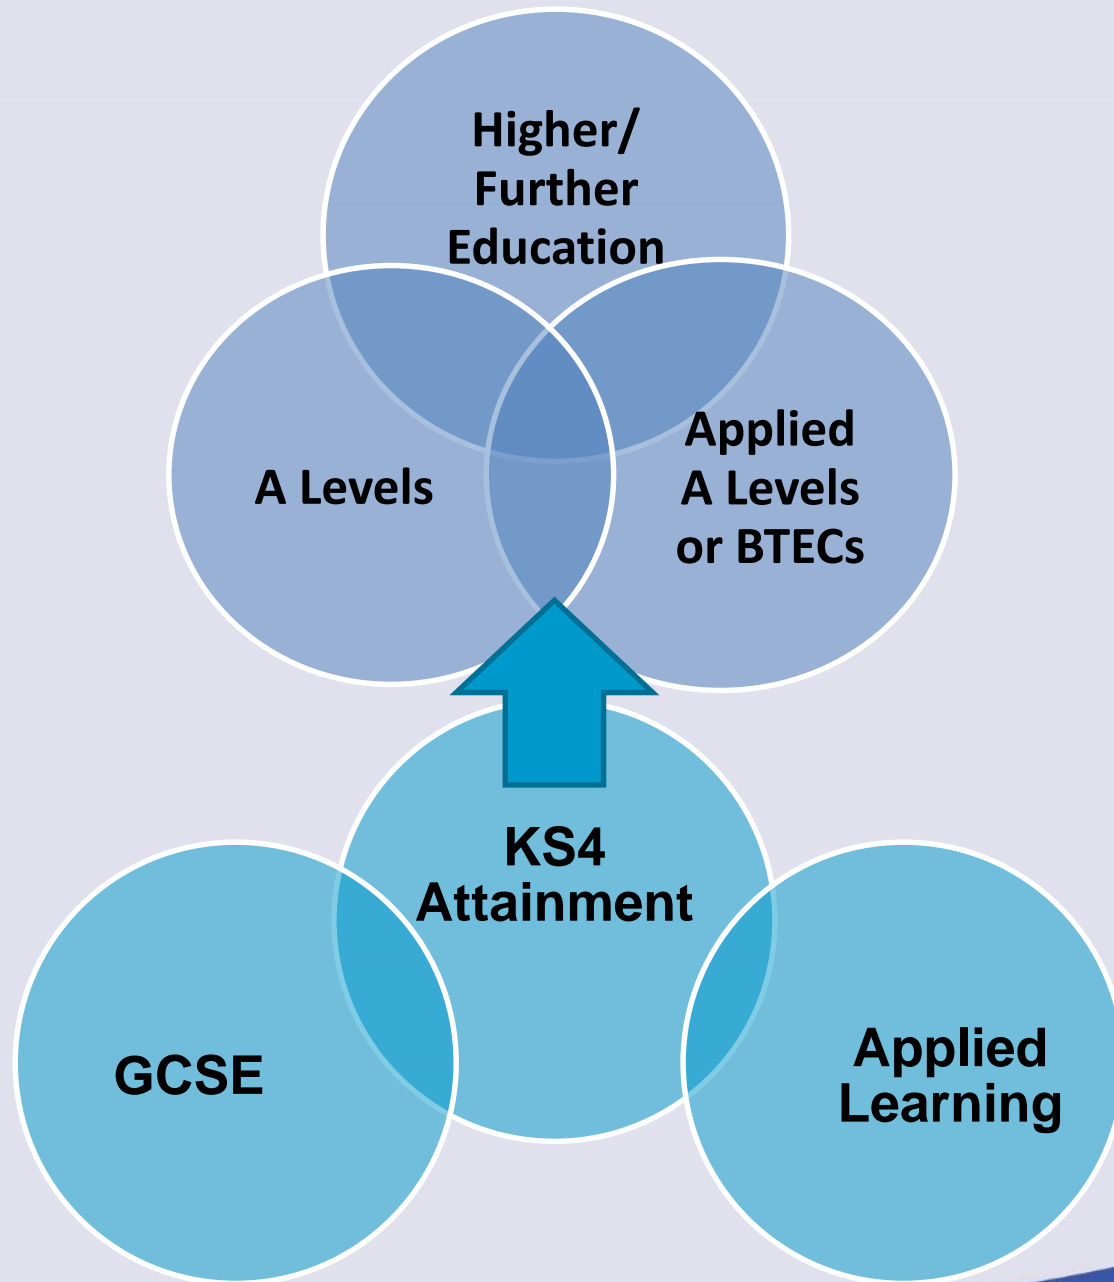 Higher/
Further
Education
A Levels
Applied
A Levels
or BTECs
KS4
Attainment
GCSE
Applied
Learning